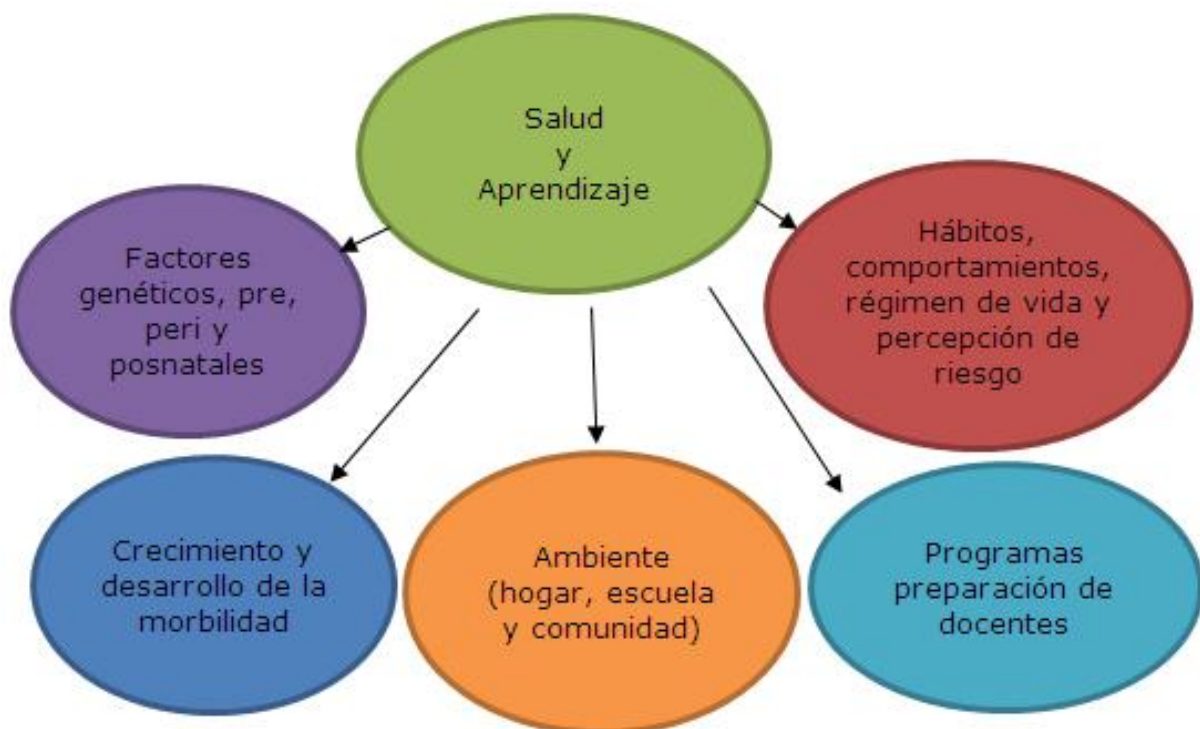 Salud
y
Aprendizaje
Factores
genéticos, pre,
peri y
posnatales
Hábitos,
comportamientos,
régimen de vida y
percepción de
riesgo
Crecimiento y
desarrollo de la
morbilidad
Ambiente
(hogar, escuela
y comunidad)
Programas
preparación de
docentes